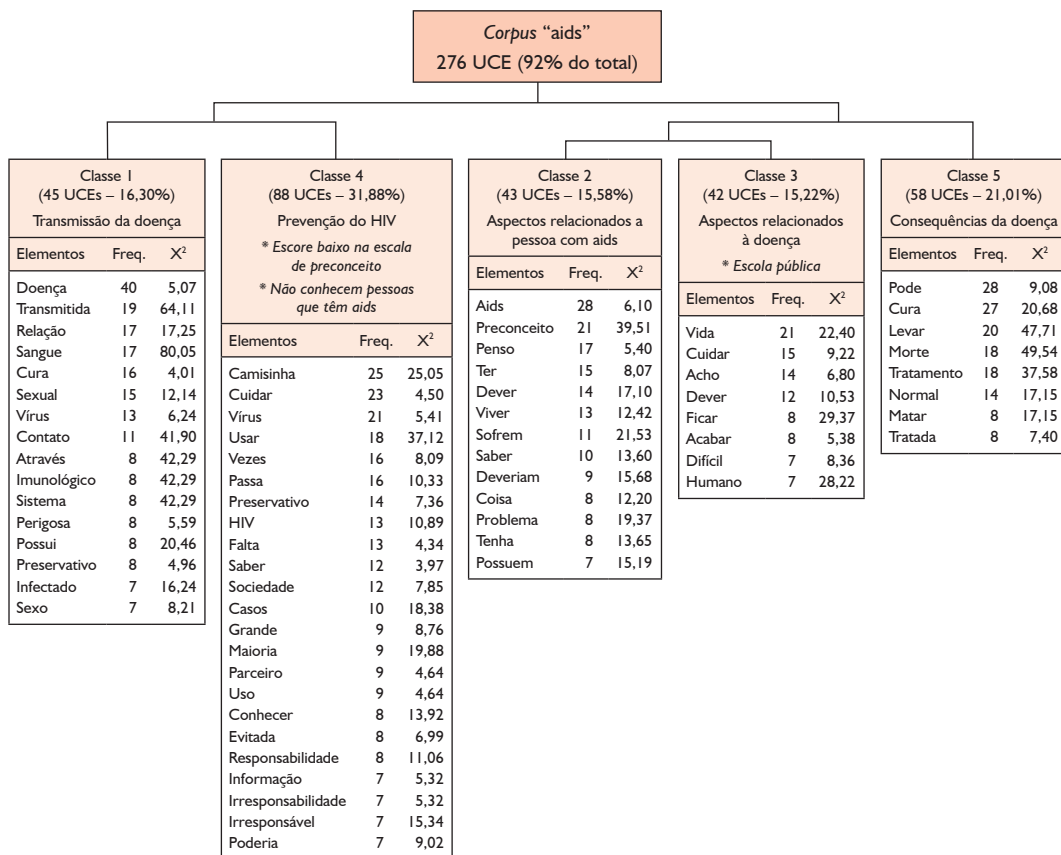 Corpus “aids”
276 UCE (92% do total)
Classe 1
(45 UCEs – 16,30%)
Transmissão da doença
Elementos Freq. X²
Doença 40 5,07
Transmitida 19 64,11
Relação 17 17,25
Sangue 17 80,05
Cura 16 4,01
Sexual 15 12,14
Vírus 13 6,24
Contato 11 41,90
Através 8 42,29
Imunológico 8 42,29
Sistema 8 42,29
Perigosa 8 5,59
Possui 8 20,46
Preservativo 8 4,96
Infectado 7 16,24
Sexo 7 8,21
Classe 4
(88 UCEs – 31,88%)
Prevenção do HIV
* Escore baixo na escala
de preconceito
* Não conhecem pessoas
que têm aids
Elementos Freq. X²
Camisinha 25 25,05
Cuidar 23 4,50
Vírus 21 5,41
Usar 18 37,12
Vezes 16 8,09
Passa 16 10,33
Preservativo 14 7,36
HIV 13 10,89
Falta 13 4,34
Saber 12 3,97
Sociedade 12 7,85
Casos 10 18,38
Grande 9 8,76
Maioria 9 19,88
Parceiro 9 4,64
Uso 9 4,64
Conhecer 8 13,92
Evitada 8 6,99
Responsabilidade 8 11,06
Informação 7 5,32
Irresponsabilidade 7 5,32
Irresponsável 7 15,34
Poderia 7 9,02
Classe 2
(43 UCEs – 15,58%)
Aspectos relacionados a
pessoa com aids
Elementos Freq. X²
Aids 28 6,10
Preconceito 21 39,51
Penso 17 5,40
Ter 15 8,07
Dever 14 17,10
Viver 13 12,42
Sofrem 11 21,53
Saber 10 13,60
Deveriam 9 15,68
Coisa 8 12,20
Problema 8 19,37
Tenha 8 13,65
Possuem 7 15,19
Classe 3
(42 UCEs – 15,22%)
Aspectos relacionados
à doença
* Escola pública
Elementos Freq. X²
Vida 21 22,40
Cuidar 15 9,22
Acho 14 6,80
Dever 12 10,53
Ficar 8 29,37
Acabar 8 5,38
Difícil 7 8,36
Humano 7 28,22
Classe 5
(58 UCEs – 21,01%)
Consequências da doença
Elementos Freq. X²
Pode 28 9,08
Cura 27 20,68
Levar 20 47,71
Morte 18 49,54
Tratamento 18 37,58
Normal 14 17,15
Matar 8 17,15
Tratada 8 7,40